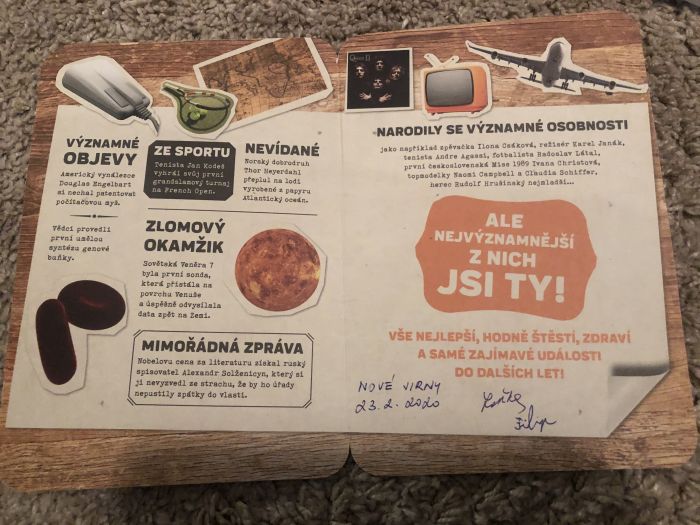 VÝZNAMNÉ
OBJEVY
Americký vynálezce
Douglas Engelbart
si nechal patentovat
počítačovou myš.
Vědci provedli
první umělou
syntézu genové
buňky.
ZE SPORTU
Tenista Jan Kodeš
vyhrál svůj první
grandslamový turnaj
na French Open.
NEVÍDANÉ
Norský dobrodruh
Thor Heyerdahl
přeplul na lodi
vyrobené z papyru
Atlantický oceán.
ZLOMOVÝ
OKAMŽIK
Sovětská Veněra 7
byla první sonda,
která přistála na
povrchu Venuše
a úspěšně odvysílala
data zpět na Zemi.
MIMOŘÁDNÁ ZPRÁVA
Nobelovu cena za literaturu získal ruský
spisovatel Alexandr Solženicyn, který si
ji nevyzvedl ze strachu, že by ho úřady
nepustily zpátky do vlasti.
Queen II
NARODILY SE VÝZNAMNÉ OSOBNOSTI
jako například zpěvačka Ilona Csáková, režisér Karel Janák,
tenista Andre Agassi, fotbalista Radoslav Látal,
první československá Miss 1989 Ivana Christová,
topmodelky Naomi Campbell a Claudia Schiffer,
herec Rudolf Hrušínský nejmladší...
ALE
NEJVÝZNAMNĚJŠÍ
Z NICH
JSI TY!
VŠE NEJLEPŠÍ, HODNĚ ŠTĚSTÍ, ZDRAVÍ
A SAMÉ ZAJÍMAVÉ UDÁLOSTI
DO DALŠÍCH LET!
NOVÉ VIRNY
23.2.2020